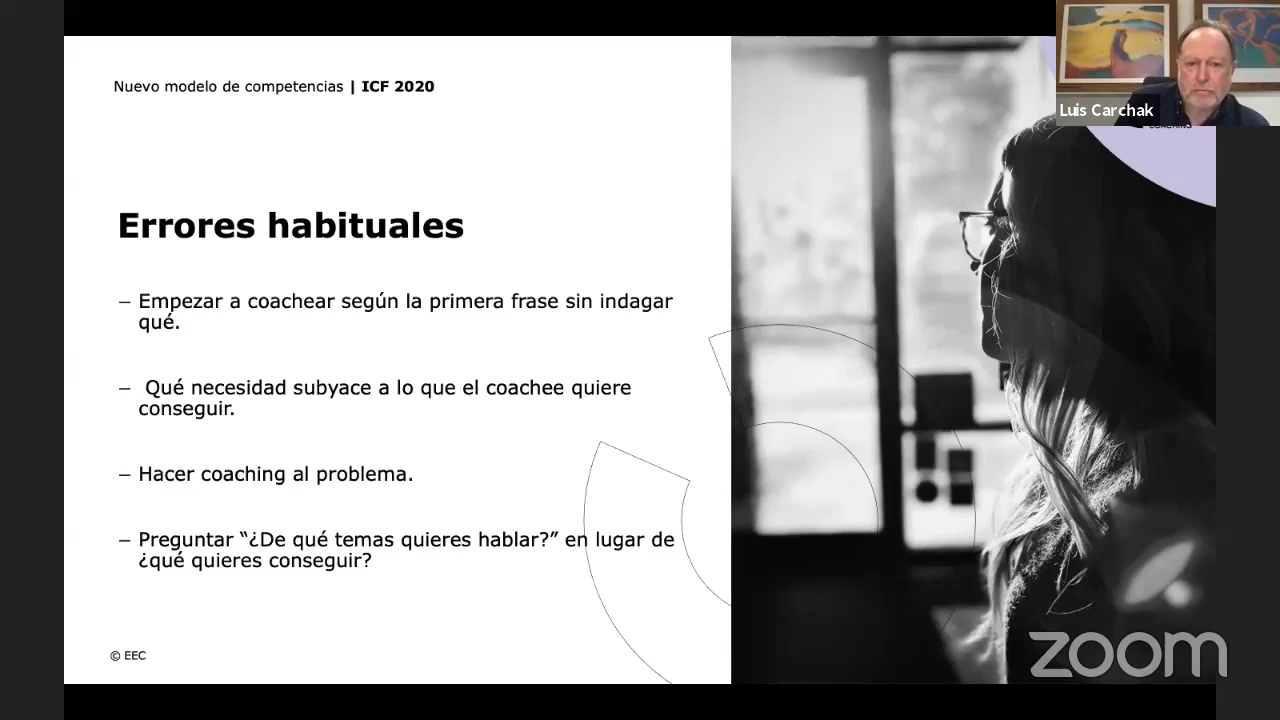 Nuevo modelo de competencias | ICF 2020
Luis Carchak
COACHING
Errores habituales
– Empezar a coachear según la primera frase sin indagar
qué.
– Qué necesidad subyace a lo que el coachee quiere
conseguir.
– Hacer coaching al problema.
– Preguntar “¿De qué temas quieres hablar?” en lugar de
¿qué quieres conseguir?
© EEC
zoom